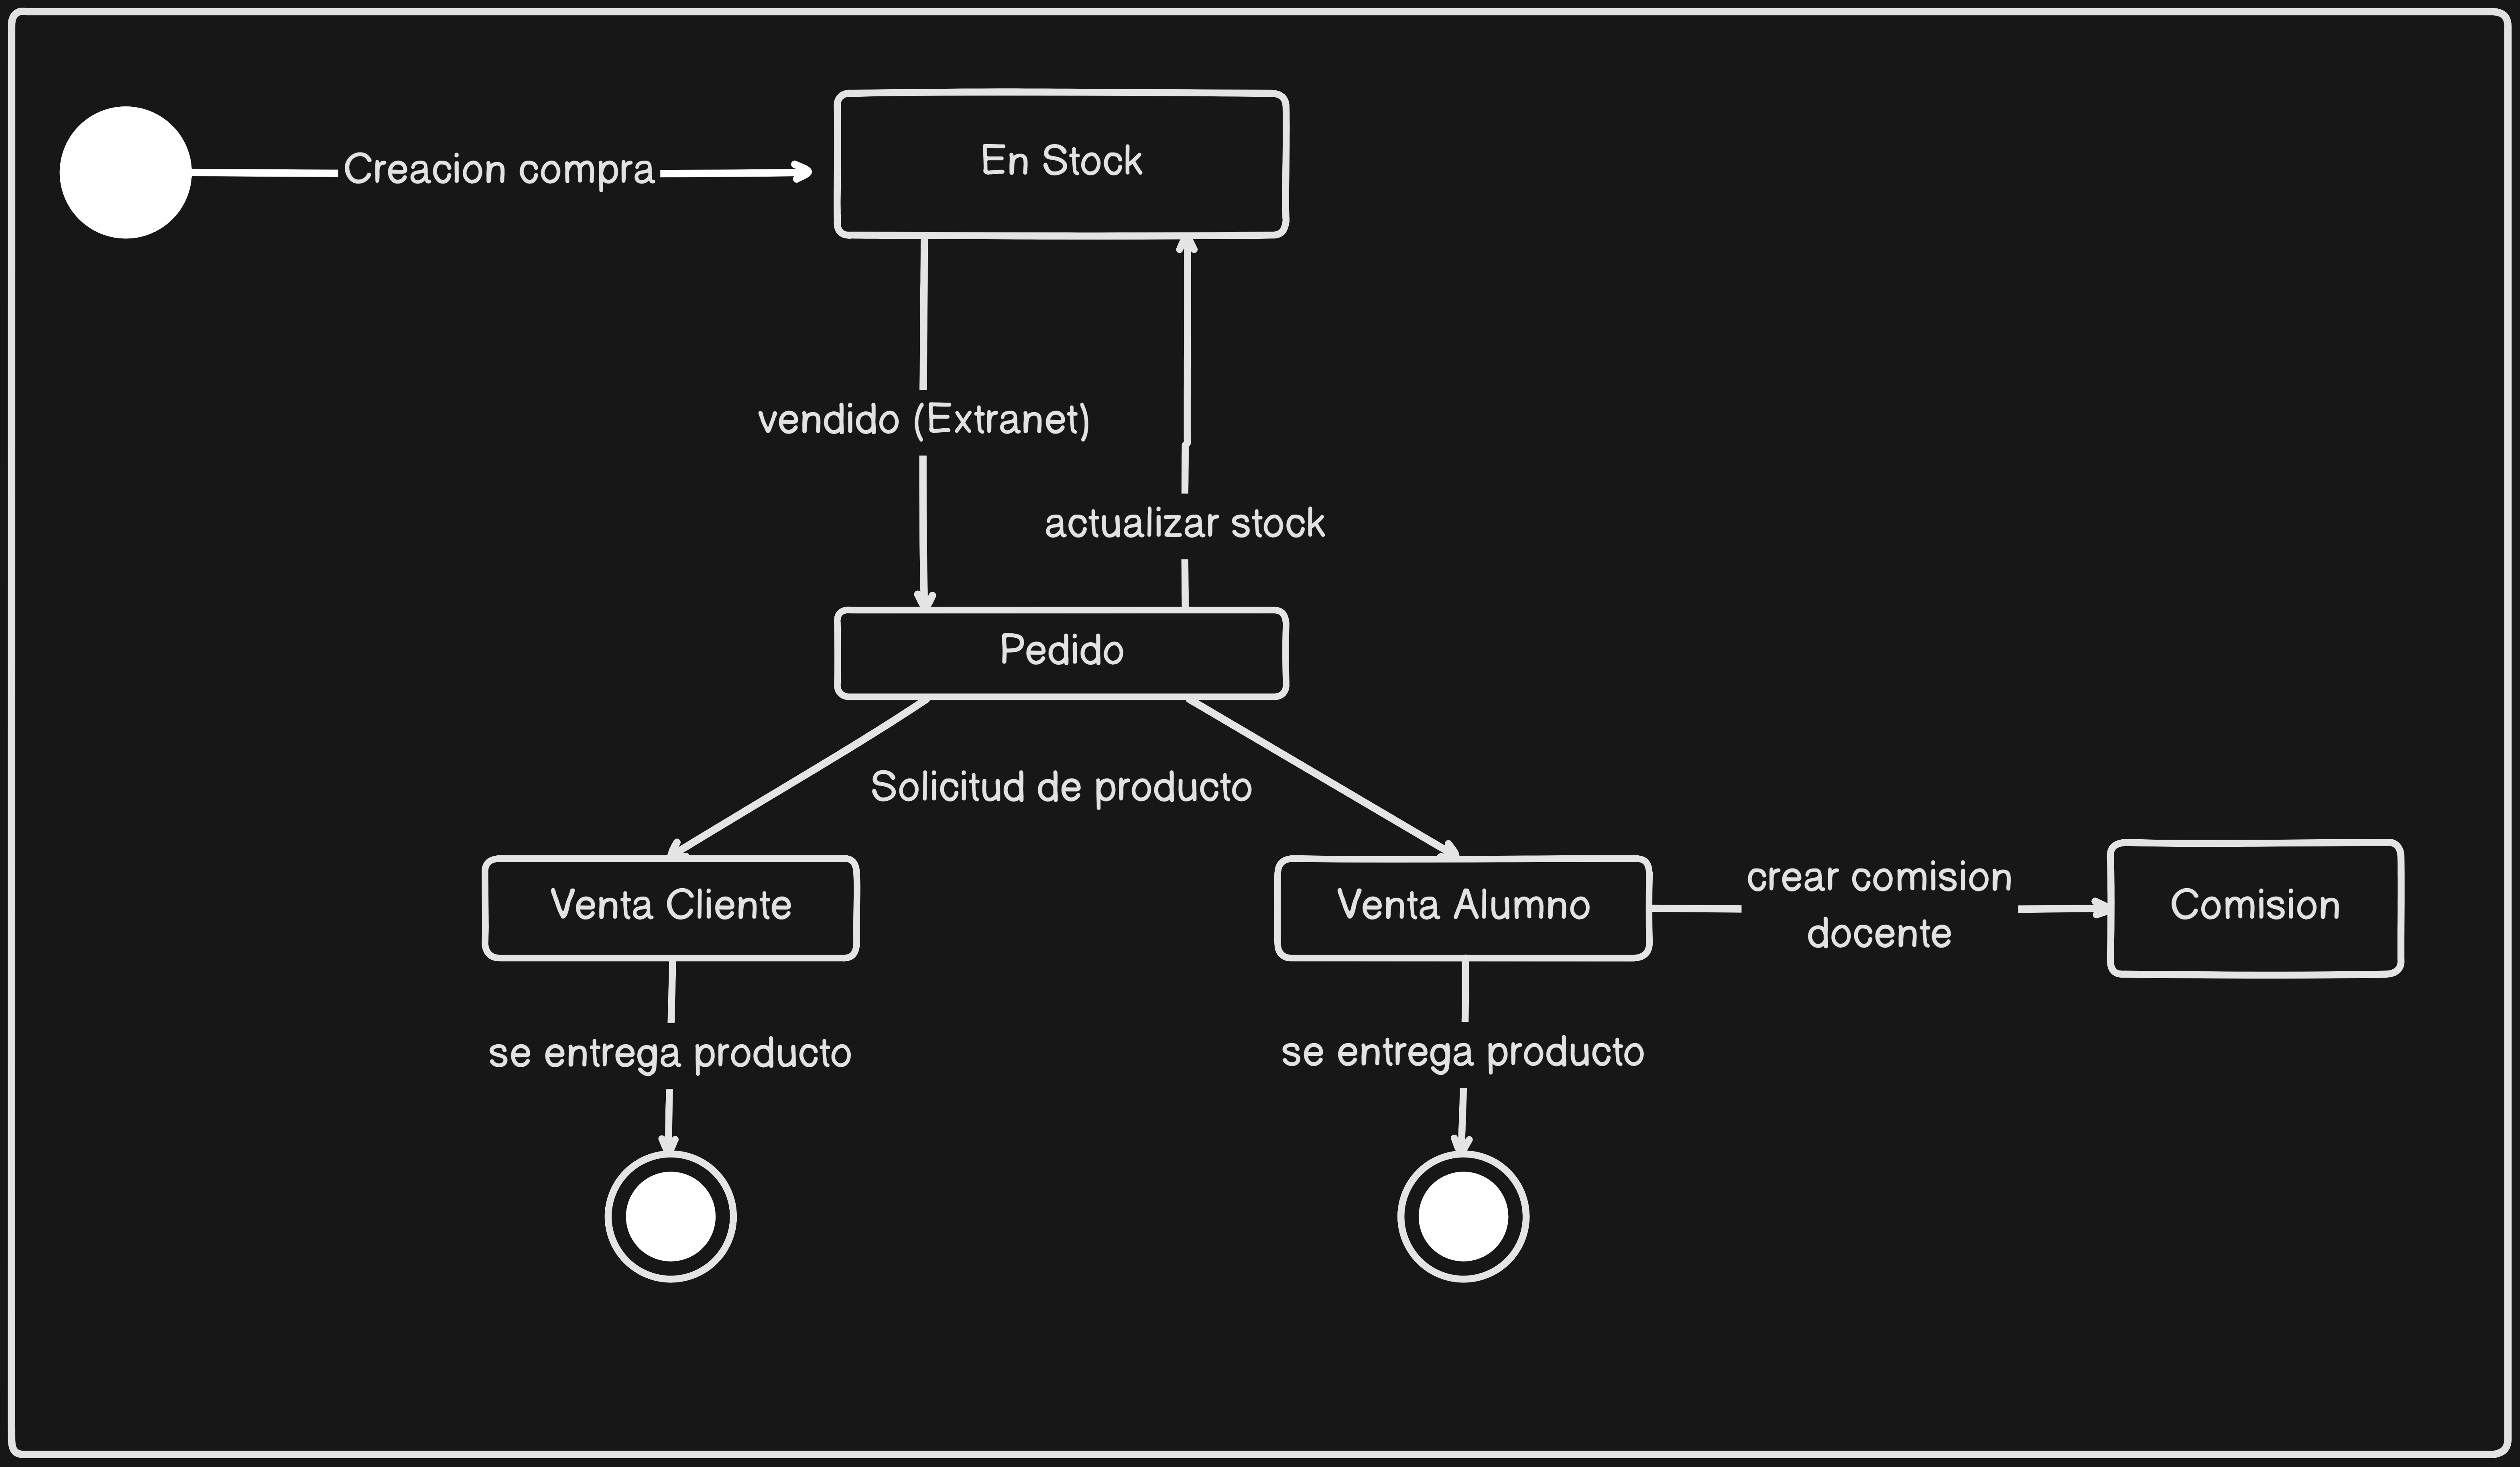 Creacion compra
En Stock
vendido (Extranet)
actualizar stock
Pedido
Solicitud de producto
Venta Cliente
Venta Alumno
crear comision
docente
Comision
se entrega producto
se entrega producto